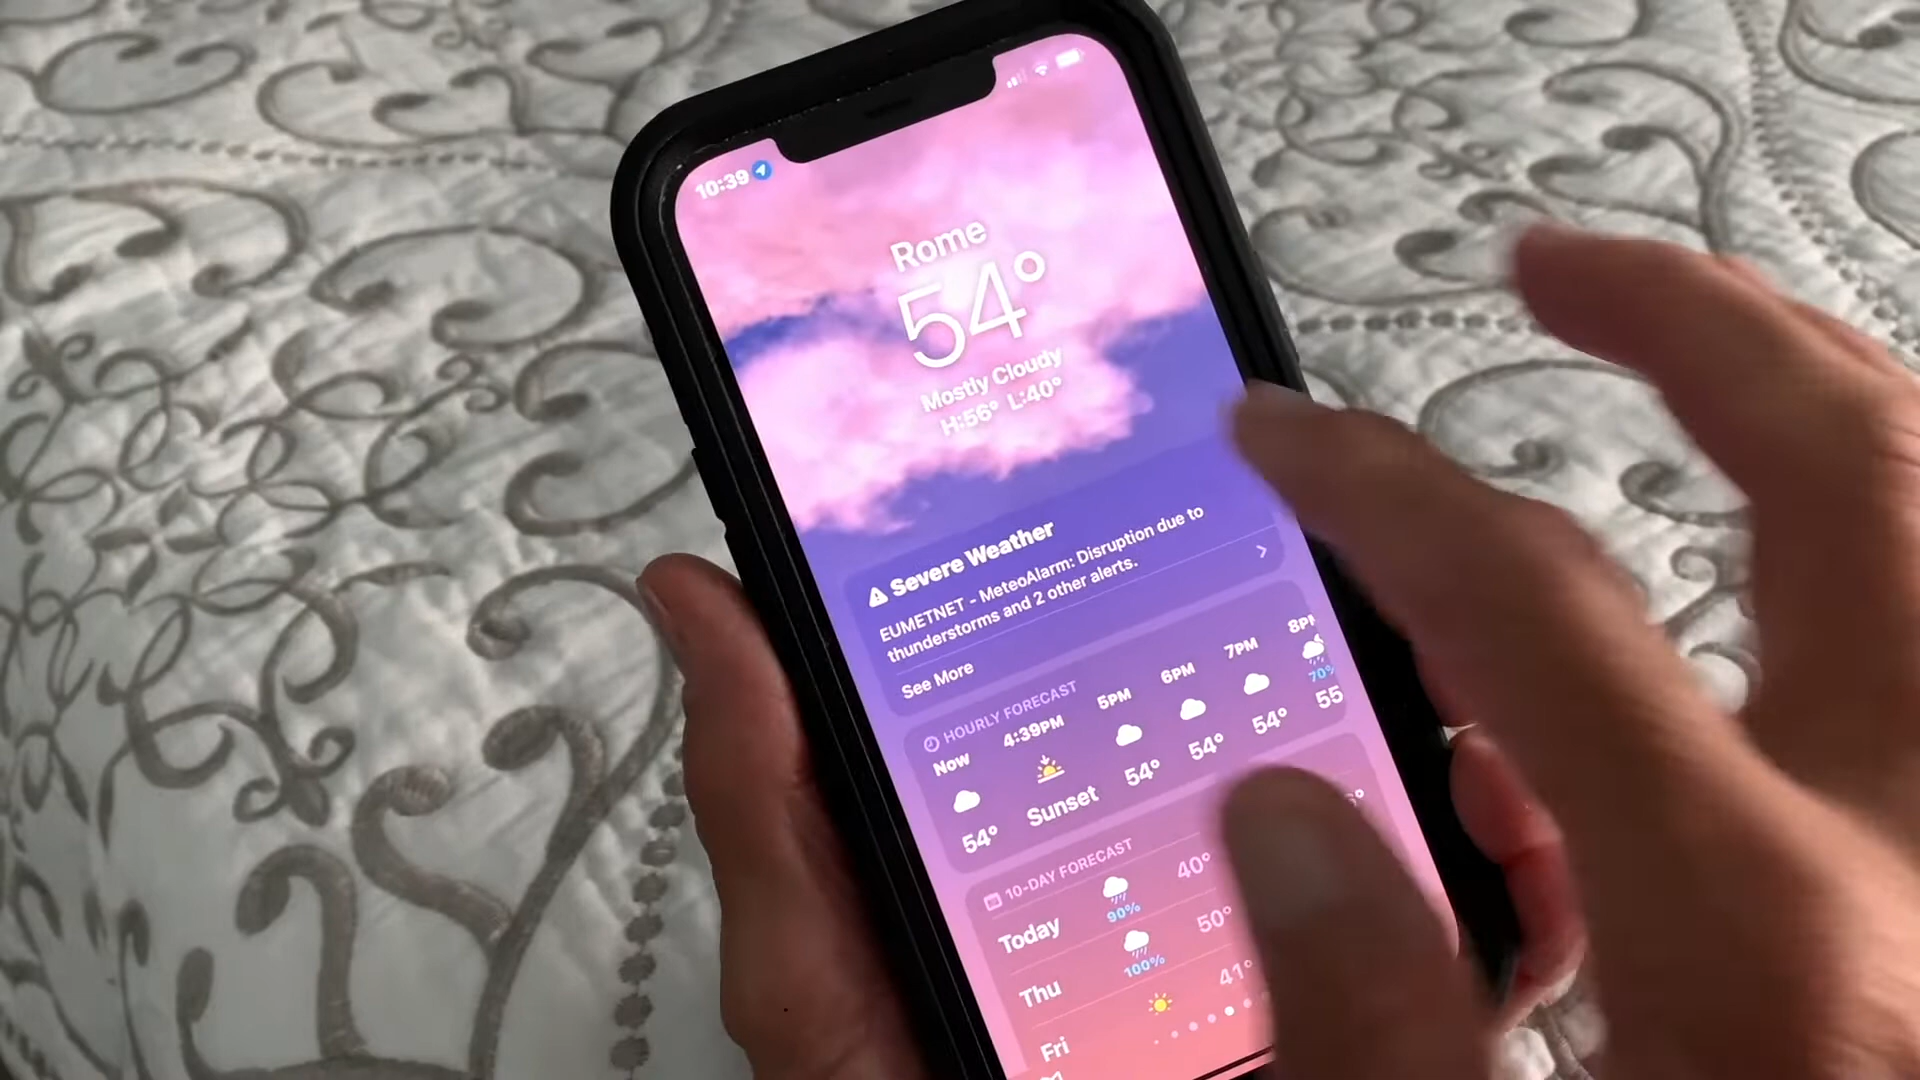 10:39
Rome
54°
Mostly Cloudy
H:56° L:40°
Severe Weather
EUMETNET - MeteoAlarm: Disruption due to
thunderstorms and 2 other alerts.
See More
HOURLY FORECAST
Now 4:39PM 5PM 6PM 7PM
70%
54° Sunset 54° 54° 54° 55
10-DAY FORECAST
Today 90% 40°
Thu 100% 50°
Fri 41°